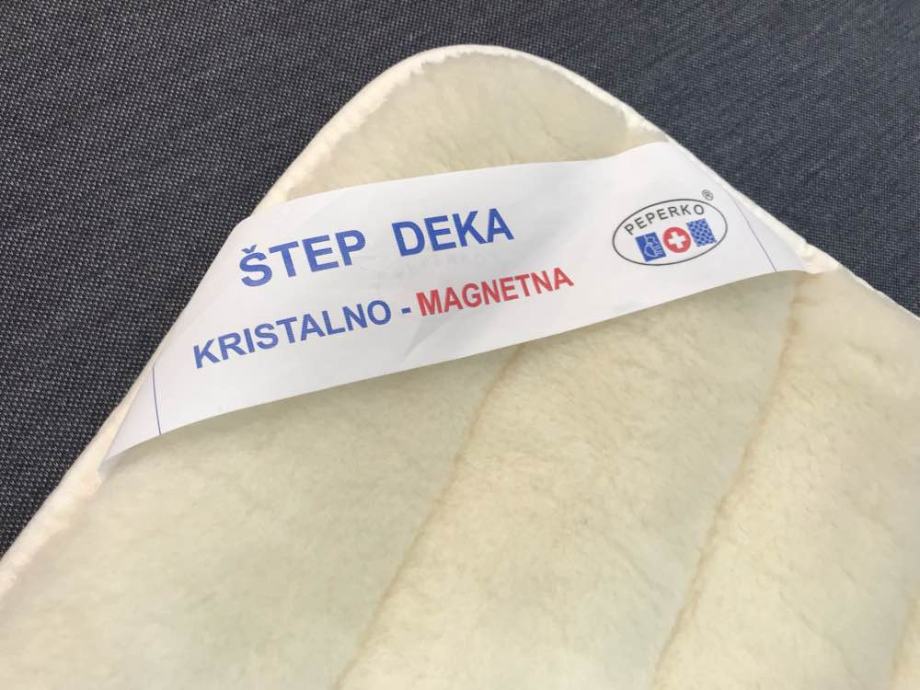 ŠTEP DEKA
KRISTALNO - MAGNETNA
PEPERKO ®